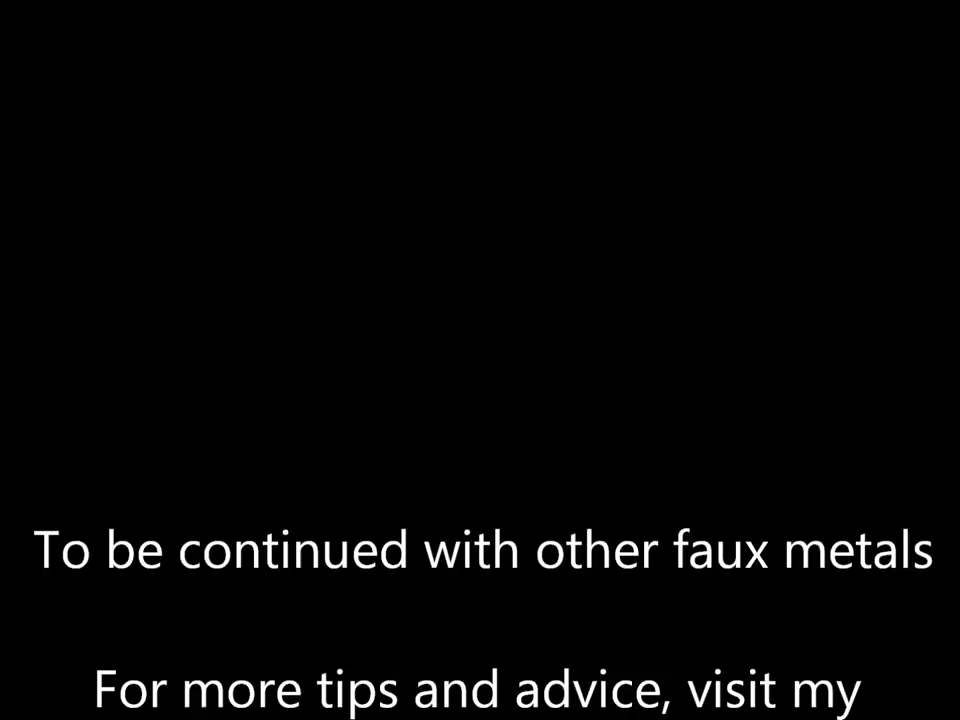 To be continued with other faux metals
For more tips and advice, visit my